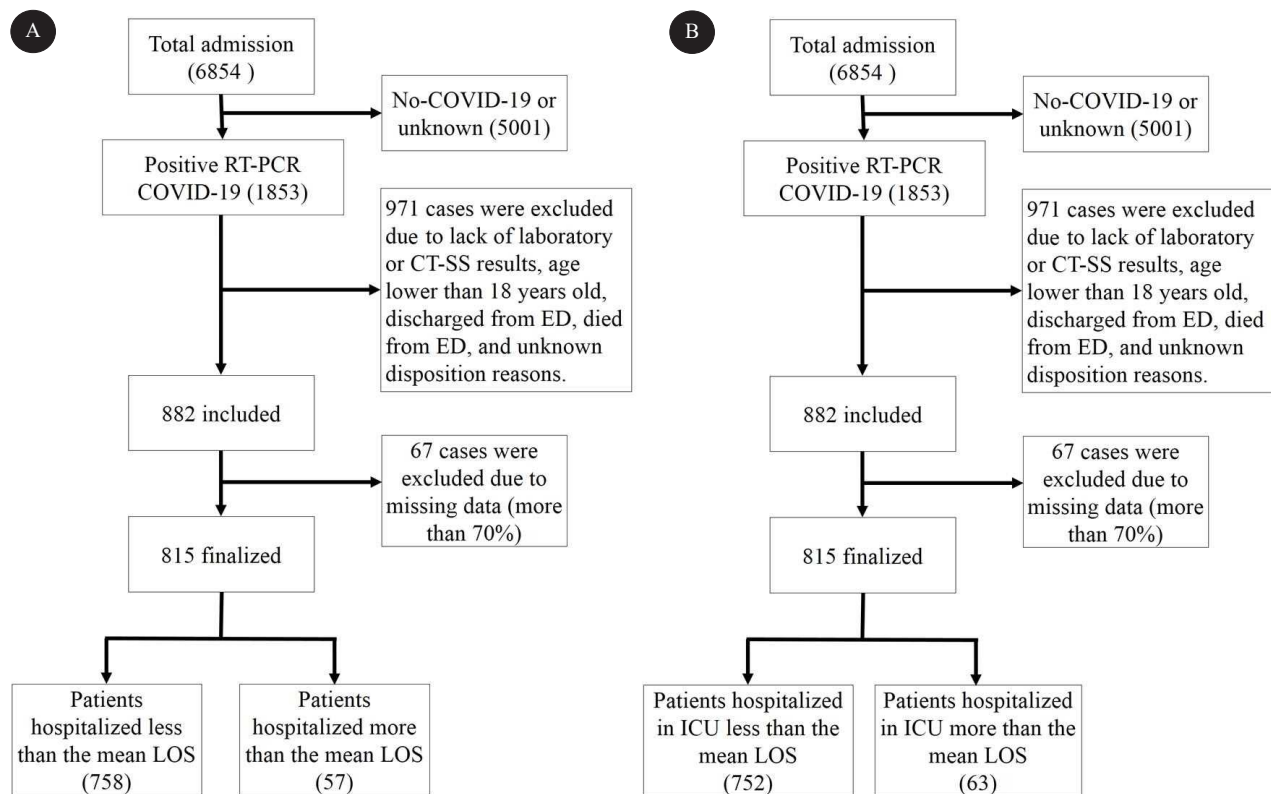 A
Total admission
(6854 )
No-COVID-19 or
unknown (5001)
Positive RT-PCR
COVID-19 (1853)
971 cases were excluded
due to lack of laboratory
or CT-SS results, age
lower than 18 years old,
discharged from ED, died
from ED, and unknown
disposition reasons.
882 included
67 cases were
excluded due to
missing data (more
than 70%)
815 finalized
Patients
hospitalized less
than the mean LOS
(758)
Patients
hospitalized more
than the mean LOS
(57)
B
Total admission
(6854 )
No-COVID-19 or
unknown (5001)
Positive RT-PCR
COVID-19 (1853)
971 cases were excluded
due to lack of laboratory
or CT-SS results, age
lower than 18 years old,
discharged from ED, died
from ED, and unknown
disposition reasons.
882 included
67 cases were
excluded due to
missing data (more
than 70%)
815 finalized
Patients hospitalized
in ICU less than the
mean LOS
(752)
Patients hospitalized
in ICU more than the
mean LOS
(63)